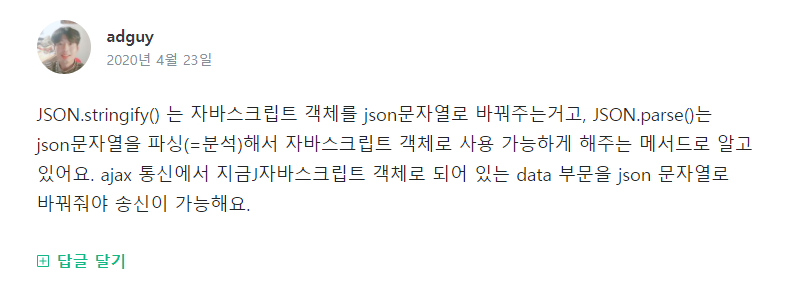 adguy
2020년 4월 23일
JSON.stringify() 는 자바스크립트 객체를 json문자열로 바꿔주는거고, JSON.parse()는
json문자열을 파싱(=분석)해서 자바스크립트 객체로 사용 가능하게 해주는 메서드로 알고
있어요. ajax 통신에서 지금J자바스크립트 객체로 되어 있는 data 부문을 json 문자열로
바꿔줘야 송신이 가능해요.
답글 달기